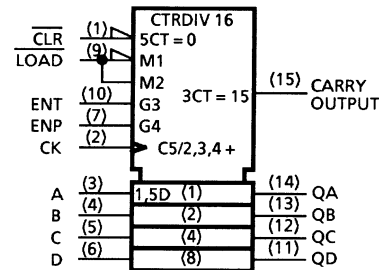 CTRDIV 16
CLR (1) 5CT = 0
LOAD (9) M1
M2
ENT (10) G3 3CT = 15 (15) CARRY OUTPUT
ENP (7) G4
CK (2) C5/2,3,4 +
A (3) 1,5D (1) (14) QA
B (4) (2) (13) QB
C (5) (4) (12) QC
D (6) (8) (11) QD